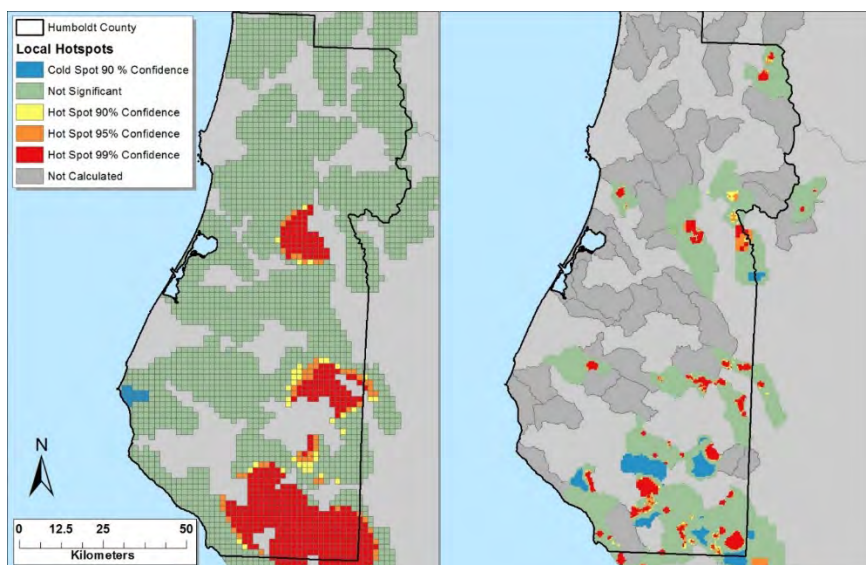 Humboldt County
Local Hotspots
Cold Spot 90 % Confidence
Not Significant
Hot Spot 90% Confidence
Hot Spot 95% Confidence
Hot Spot 99% Confidence
Not Calculated
N
0 12.5 25 50
Kilometers